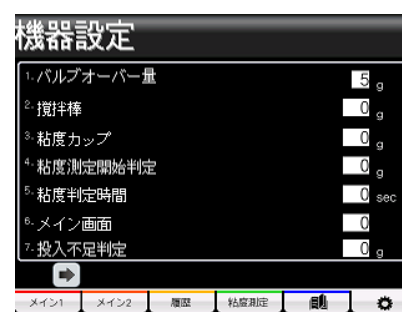 機器設定
1. バルブオーバー量 5 g
2. 撹拌棒 0 g
3. 粘度カップ 0 g
4. 粘度測定開始判定 0 g
5. 粘度判定時間 0 sec
6. メイン画面 0
7. 投入不足判定 0 g
メイン1 メイン2 履歴 粘度測定